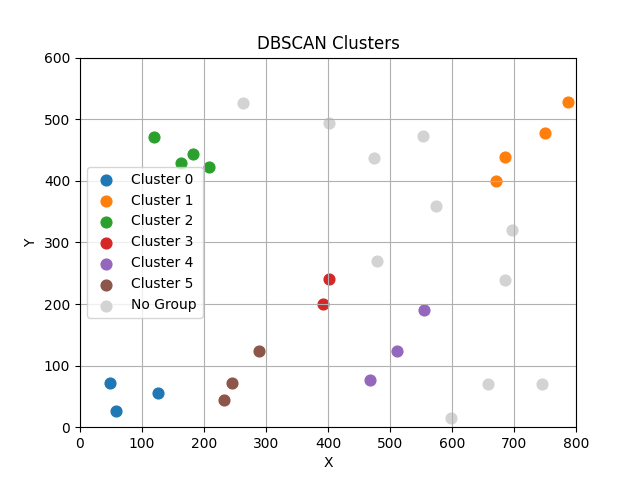 DBSCAN Clusters
600
500
400
300
200
100
0
Y
Cluster 0
Cluster 1
Cluster 2
Cluster 3
Cluster 4
Cluster 5
No Group
0 100 200 300 400 500 600 700 800
X